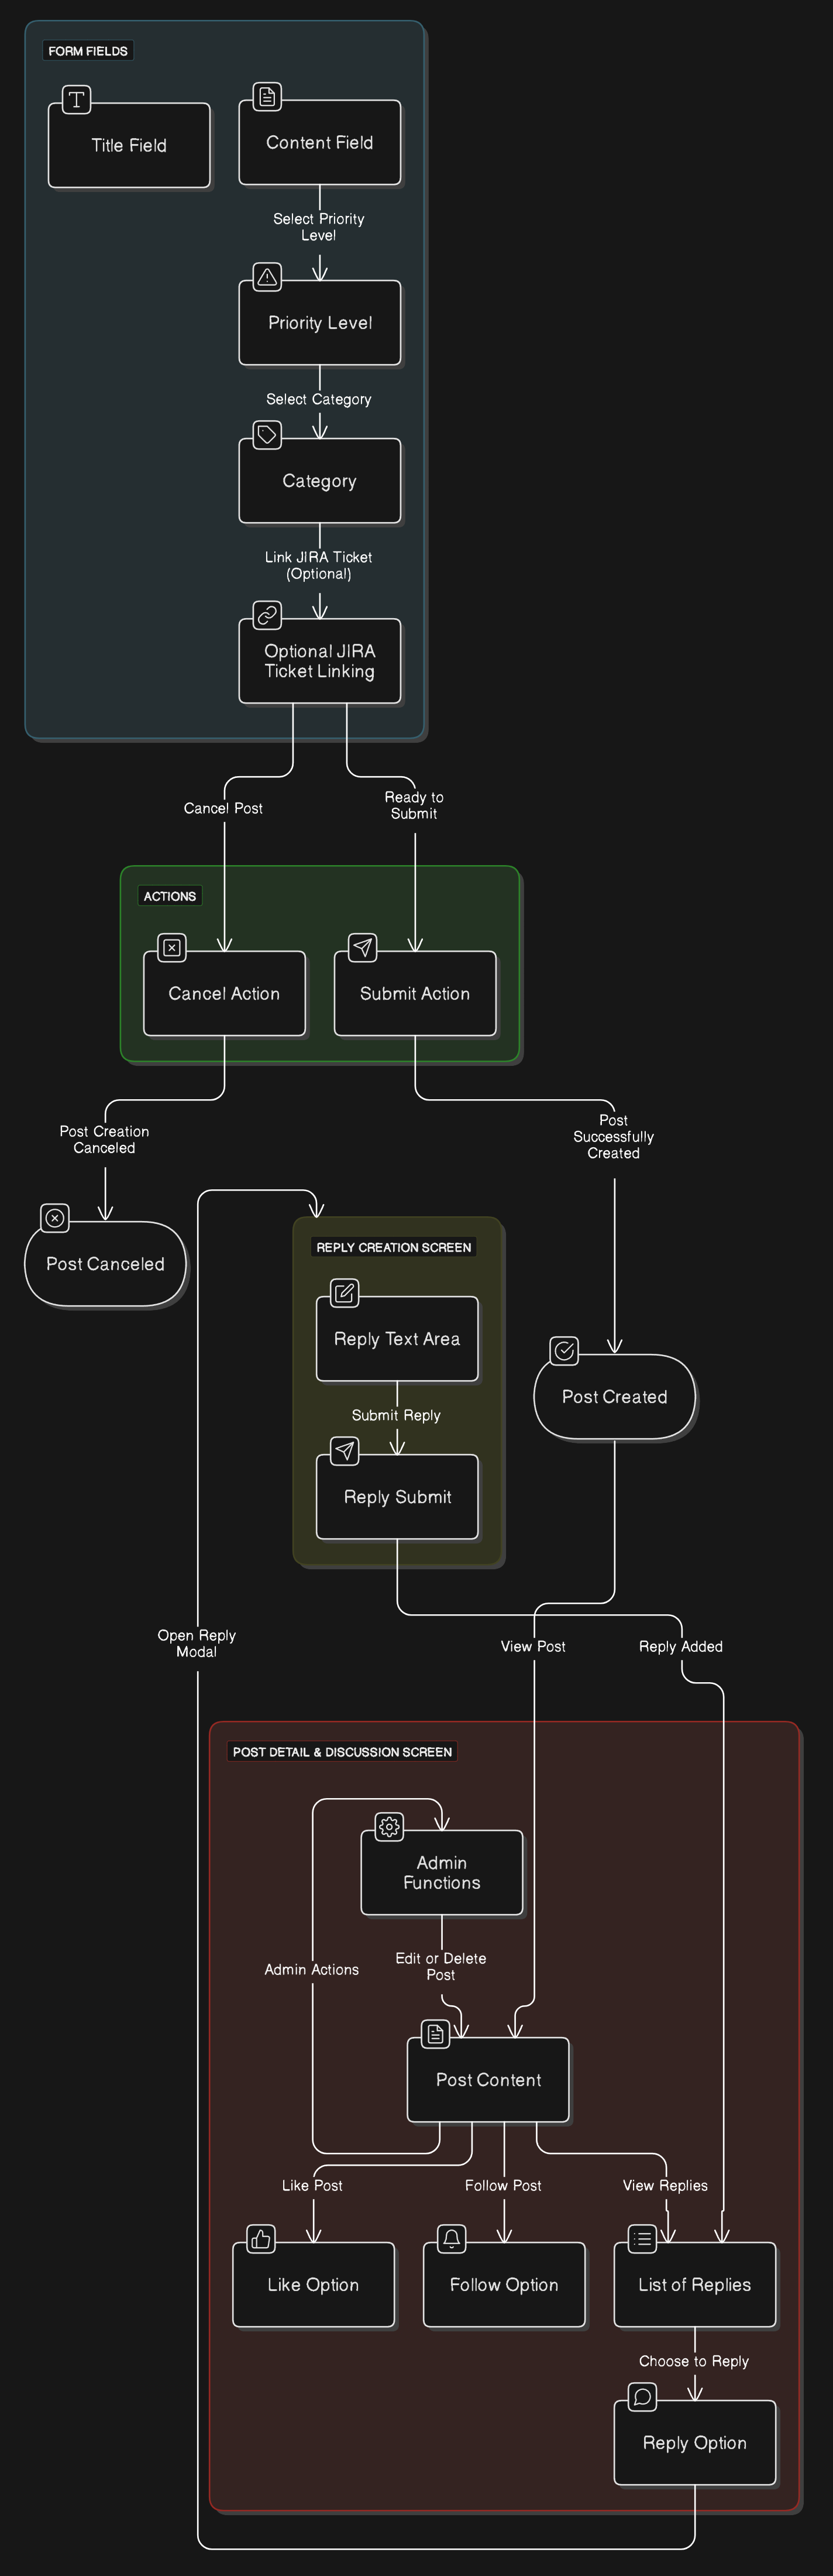 FORM FIELDS
Title Field
Content Field
Select Priority
Level
Priority Level
Select Category
Category
Link JIRA Ticket
(Optional)
Optional JIRA
Ticket Linking
Cancel Post
Ready to
Submit
ACTIONS
Cancel Action
Submit Action
Post Creation
Canceled
Post
Successfully
Created
Post Canceled
REPLY CREATION SCREEN
Reply Text Area
Submit Reply
Reply Submit
Post Created
Open Reply
Modal
View Post
Reply Added
POST DETAIL & DISCUSSION SCREEN
Admin
Functions
Admin Actions
Edit or Delete
Post
Post Content
Like Post
Follow Post
View Replies
Like Option
Follow Option
List of Replies
Choose to Reply
Reply Option